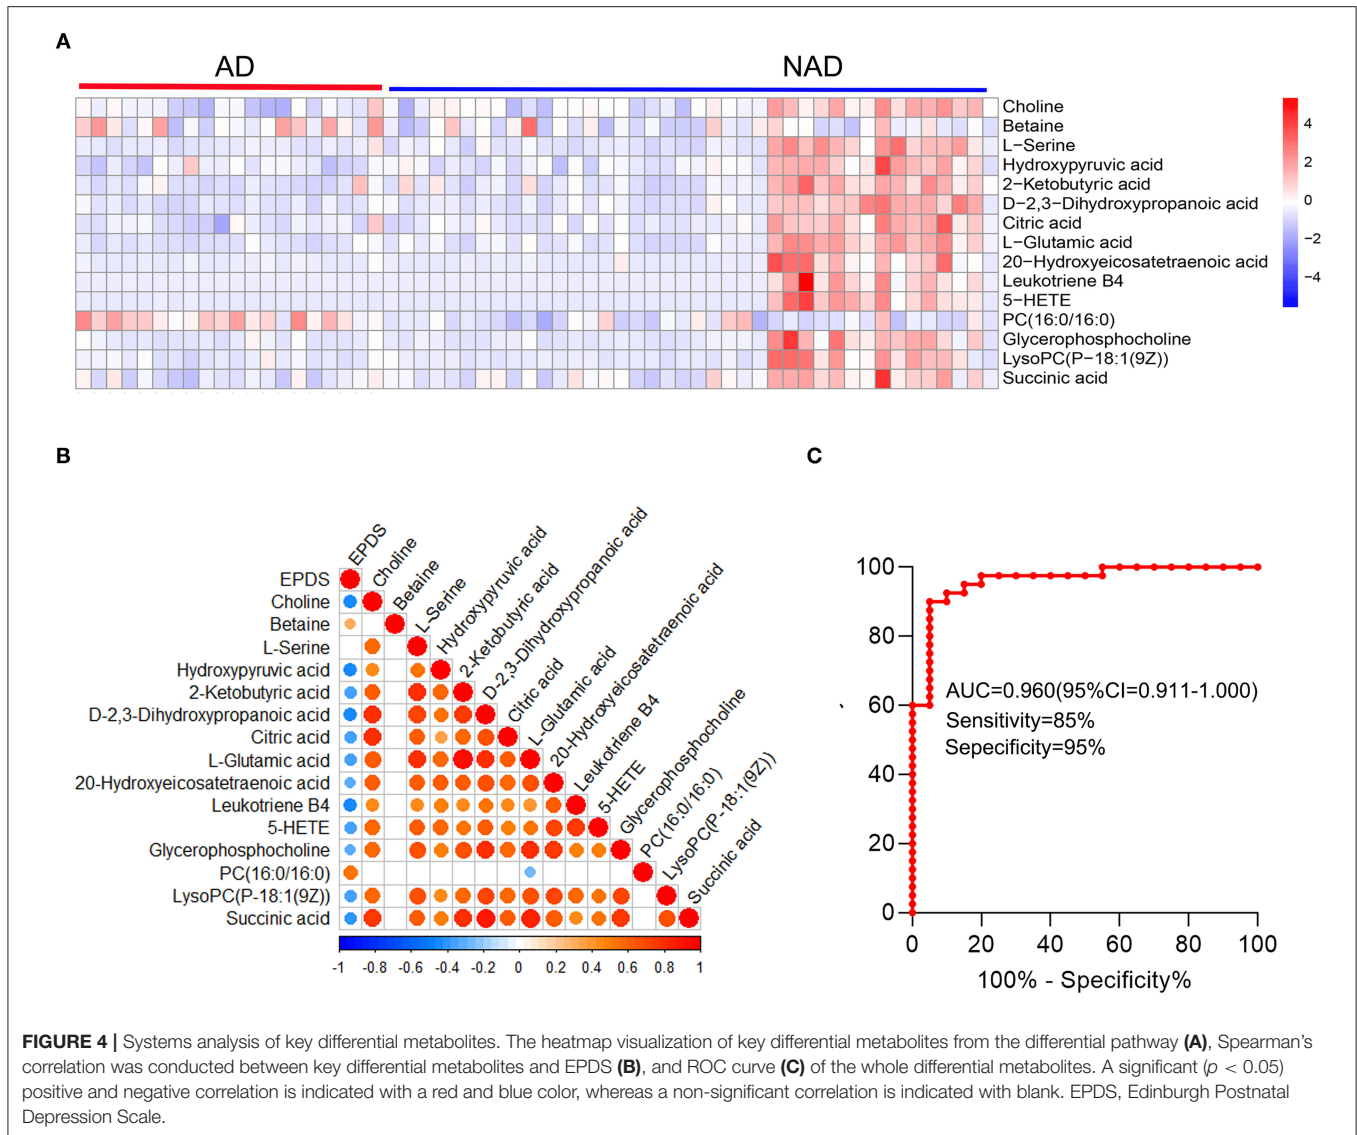 A
AD
NAD
Choline
Betaine
L−Serine
Hydroxypyruvic acid
2−Ketobutyric acid
D−2,3−Dihydroxypropanoic acid
Citric acid
L−Glutamic acid
20−Hydroxyeicosatetraenoic acid
Leukotriene B4
5−HETE
PC(16:0/16:0)
Glycerophosphocholine
LysoPC(P−18:1(9Z))
Succinic acid
4
2
0
−2
−4
B
EPDS
Choline
Betaine
L-Serine
Hydroxypyruvic acid
2-Ketobutyric acid
D-2,3-Dihydroxypropanoic acid
Citric acid
L-Glutamic acid
20-Hydroxyeicosatetraenoic acid
Leukotriene B4
5-HETE
Glycerophosphocholine
PC(16:0/16:0)
LysoPC(P-18:1(9Z))
Succinic acid
EPDS
Choline
Betaine
L-Serine
Hydroxypyruvic acid
2-Ketobutyric acid
D-2,3-Dihydroxypropanoic acid
Citric acid
L-Glutamic acid
20-Hydroxyeicosatetraenoic acid
Leukotriene B4
5-HETE
Glycerophosphocholine
PC(16:0/16:0)
LysoPC(P-18:1(9Z))
Succinic acid
-1 -0.8 -0.6 -0.4 -0.2 0 0.2 0.4 0.6 0.8 1
C
100
80
60
40
20
0
AUC=0.960(95%CI=0.911-1.000)
Sensitivity=85%
Sepecificity=95%
0 20 40 60 80 100
100% - Specificity%
FIGURE 4 | Systems analysis of key differential metabolites. The heatmap visualization of key differential metabolites from the differential pathway (A), Spearman's
correlation was conducted between key differential metabolites and EPDS (B), and ROC curve (C) of the whole differential metabolites. A significant (p < 0.05)
positive and negative correlation is indicated with a red and blue color, whereas a non-significant correlation is indicated with blank. EPDS, Edinburgh Postnatal
Depression Scale.